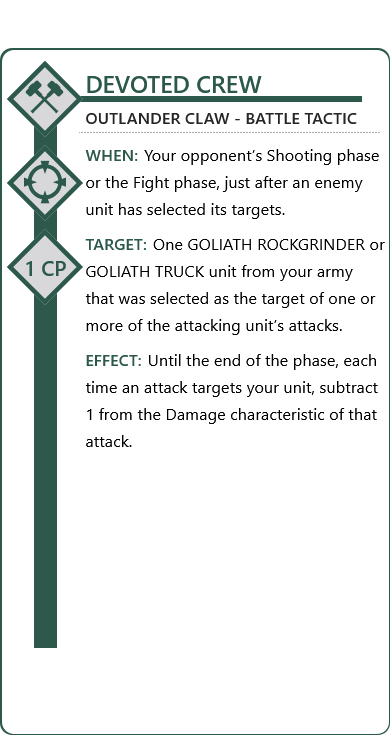 DEVOTED CREW
OUTLANDER CLAW - BATTLE TACTIC
WHEN: Your opponent’s Shooting phase
or the Fight phase, just after an enemy
unit has selected its targets.
TARGET: One GOLIATH ROCKGRINDER or
GOLIATH TRUCK unit from your army
that was selected as the target of one or
more of the attacking unit’s attacks.
1 CP
EFFECT: Until the end of the phase, each
time an attack targets your unit, subtract
1 from the Damage characteristic of that
attack.